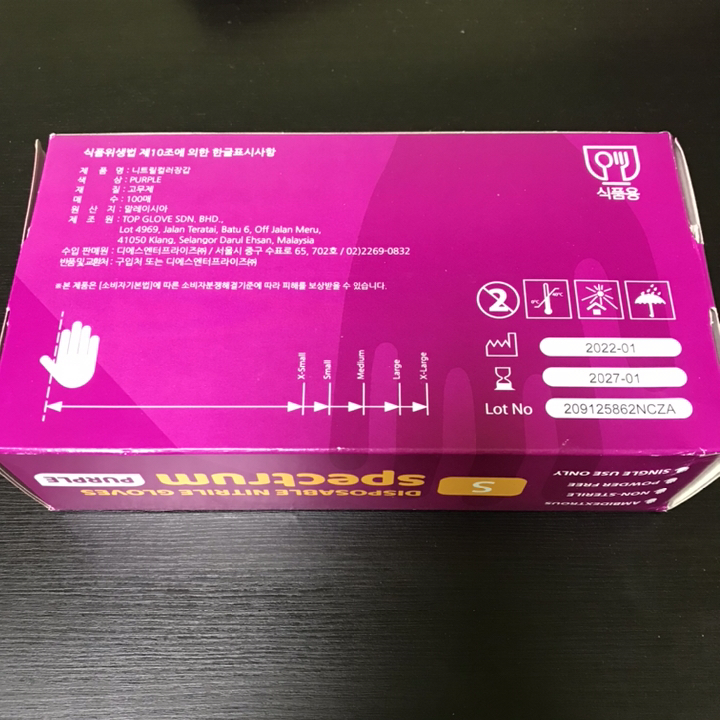 식품위생법 제10조에 의한 한글표시사항
식품용
제 품 명 : 니트릴컬러장갑
색 상 : PURPLE
재 질 : 고무제
매 수 : 100매
원 산 지 : 말레이시아
제 조 원 : TOP GLOVE SDN. BHD.,
Lot 4969, Jalan Teratai, Batu 6, Off Jalan Meru,
41050 Klang, Selangor Darul Ehsan, Malaysia
수입 판매원 : 디에스엔터프라이즈㈜ / 서울시 중구 수표로 65, 702호 / 02)2269-0832
반품 및 교환처 : 구입처 또는 디에스엔터프라이즈㈜
※본 제품은 [소비자기본법]에 따른 소비자분쟁해결기준에 따라 피해를 보상받을 수 있습니다.
2
X-Small
Small
Medium
Large
X-Large
2022-01
2027-01
Lot No 209125862NCZA
DISPOSABLE NITRILE GLOVES
spectrum PURPLE
S
AMBIDEXTROUS
NON-STERILE
POWDER FREE
SINGLE USE ONLY